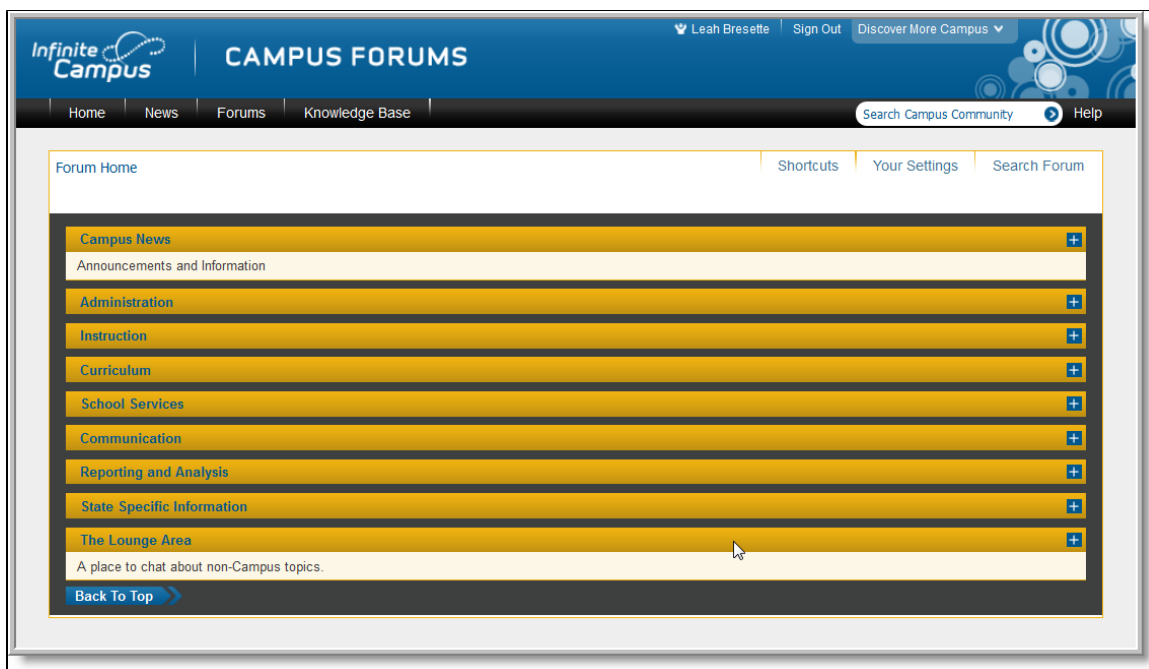 Leah Bresette Sign Out Discover More Campus
Infinite Campus CAMPUS FORUMS
Home News Forums Knowledge Base Search Campus Community Help
Forum Home Shortcuts Your Settings Search Forum
Campus News
Announcements and Information
Administration
Instruction
Curriculum
School Services
Communication
Reporting and Analysis
State Specific Information
The Lounge Area
A place to chat about non-Campus topics.
Back To Top